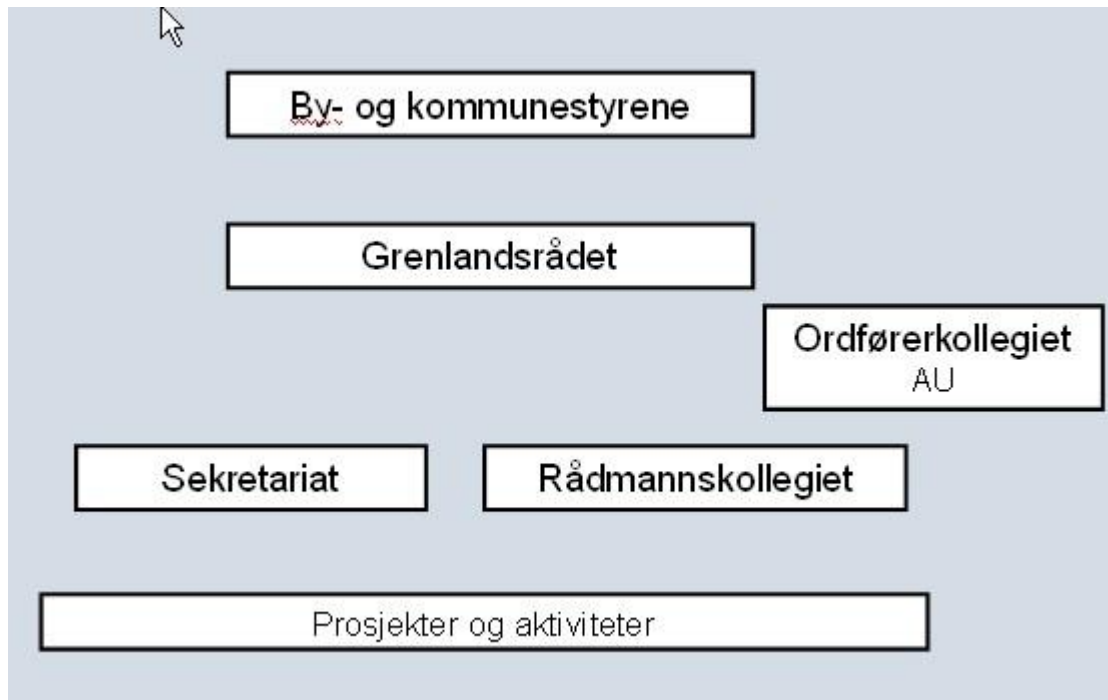 By- og kommunestyrene
Grenlandsrådet
Ordførerkollegiet
AU
Sekretariat
Rådmannskollegiet
Prosjekter og aktiviteter